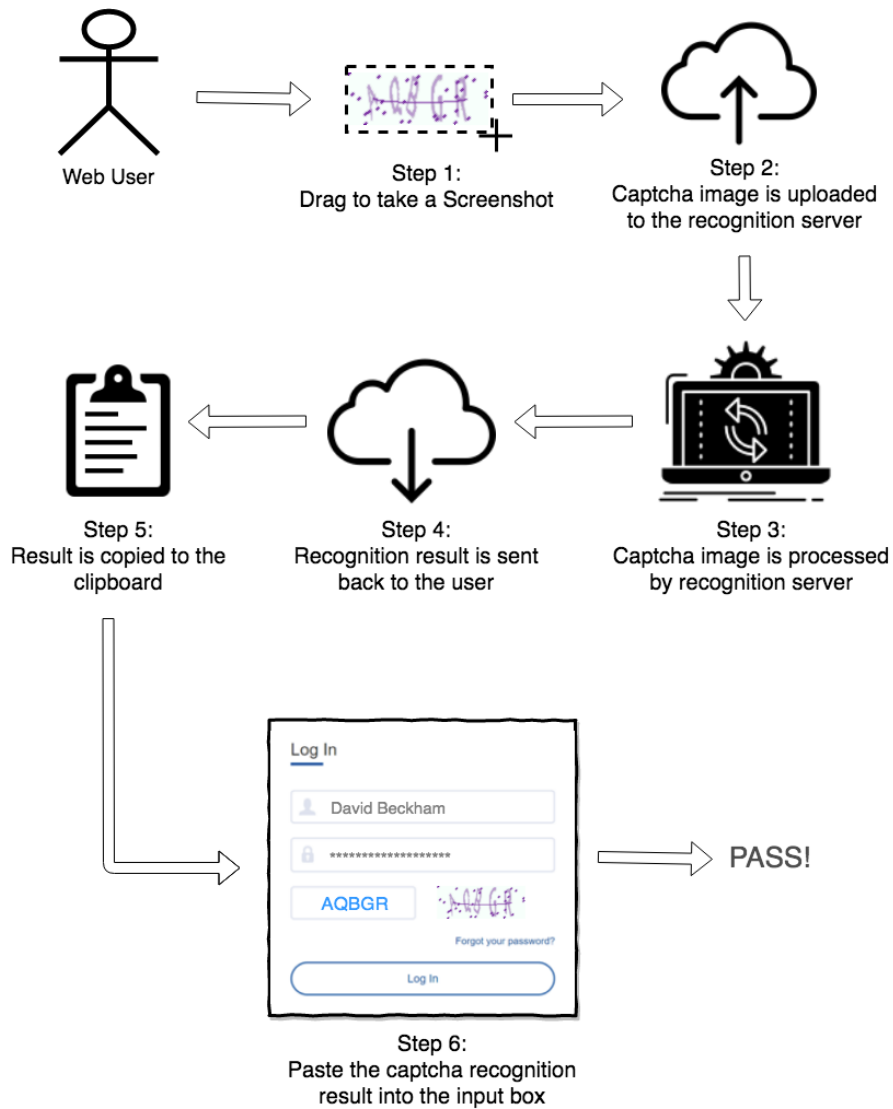 Web User
Step 1:
Drag to take a Screenshot
Step 2:
Captcha image is uploaded
to the recognition server
Step 3:
Captcha image is processed
by recognition server
Step 4:
Recognition result is sent
back to the user
Step 5:
Result is copied to the
clipboard
Log In
David Beckham
*******************
AQBGR
Forgot your password?
Log In
PASS!
Step 6:
Paste the captcha recognition
result into the input box